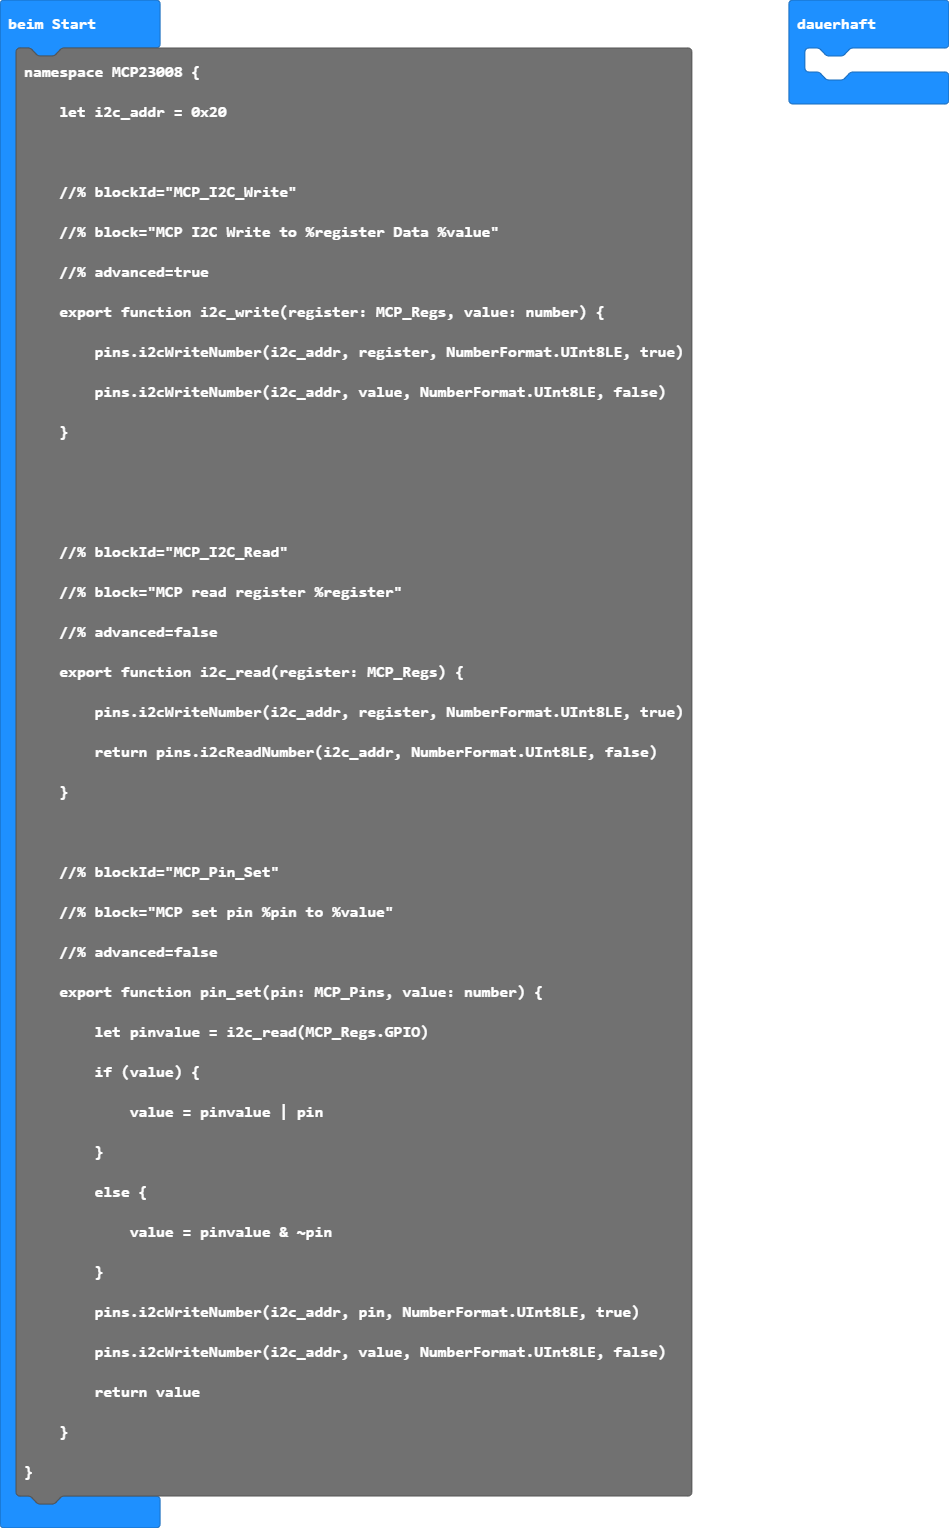 beim Start
dauerhaft
namespace MCP23008 {
let i2c_addr = 0x20
//% blockId="MCP_I2C_Write"
//% block="MCP I2C Write to %register Data %value"
//% advanced=true
export function i2c_write(register: MCP_Regs, value: number) {
pins.i2cWriteNumber(i2c_addr, register, NumberFormat.UInt8LE, true)
pins.i2cWriteNumber(i2c_addr, value, NumberFormat.UInt8LE, false)
}
//% blockId="MCP_I2C_Read"
//% block="MCP read register %register"
//% advanced=false
export function i2c_read(register: MCP_Regs) {
pins.i2cWriteNumber(i2c_addr, register, NumberFormat.UInt8LE, true)
return pins.i2cReadNumber(i2c_addr, NumberFormat.UInt8LE, false)
}
//% blockId="MCP_Pin_Set"
//% block="MCP set pin %pin to %value"
//% advanced=false
export function pin_set(pin: MCP_Pins, value: number) {
let pinvalue = i2c_read(MCP_Regs.GPIO)
if (value) {
value = pinvalue | pin
}
else {
value = pinvalue & ~pin
}
pins.i2cWriteNumber(i2c_addr, pin, NumberFormat.UInt8LE, true)
pins.i2cWriteNumber(i2c_addr, value, NumberFormat.UInt8LE, false)
return value
}
}